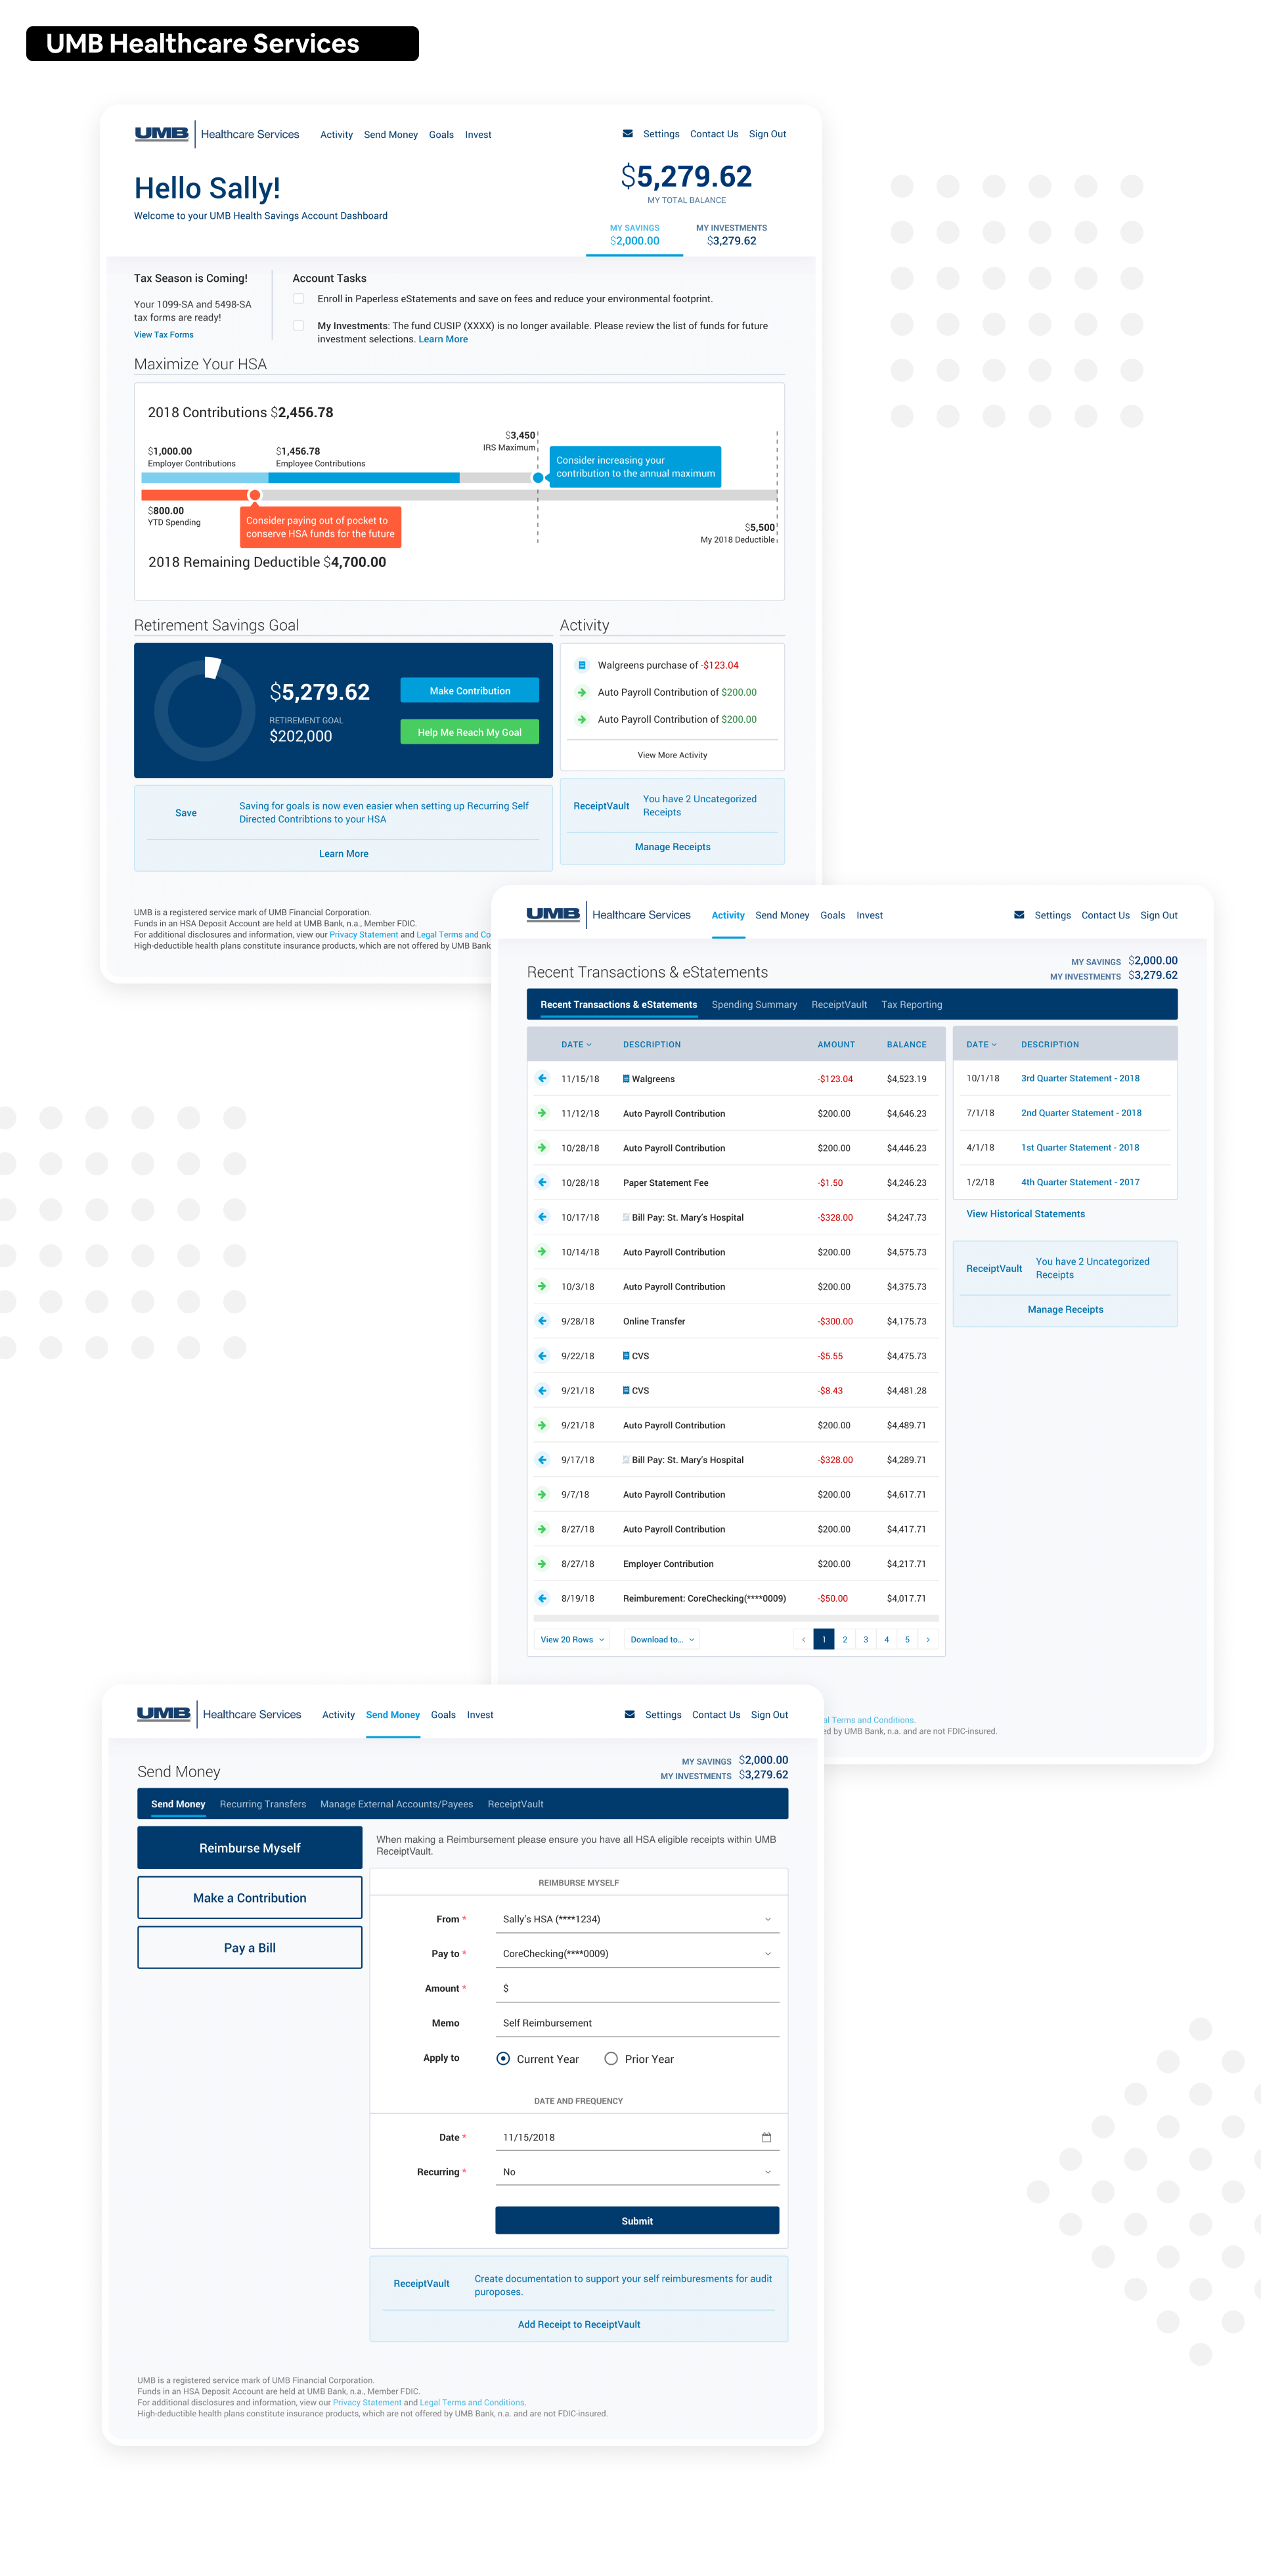 UMB Healthcare Services
UMB Healthcare Services Activity Send Money Goals Invest Settings Contact Us Sign Out
Hello Sally!
Welcome to your UMB Health Savings Account Dashboard
$5,279.62
MY TOTAL BALANCE
MY SAVINGS MY INVESTMENTS
$2,000.00 $3,279.62
Tax Season is Coming!
Your 1099-SA and 5498-SA
tax forms are ready!
View Tax Forms
Account Tasks
Enroll in Paperless eStatements and save on fees and reduce your environmental footprint.
My Investments: The fund CUSIP (XXXX) is no longer available. Please review the list of funds for future
investment selections. Learn More
Maximize Your HSA
2018 Contributions $2,456.78
$1,000.00
Employer Contributions
$1,456.78
Employee Contributions
$3,450
IRS Maximum
Consider increasing your
contribution to the annual maximum
$800.00
YTD Spending
Consider paying out of pocket to
conserve HSA funds for the future
$5,500
My 2018 Deductible
2018 Remaining Deductible $4,700.00
Retirement Savings Goal
$5,279.62
RETIREMENT GOAL
$202,000
Make Contribution
Help Me Reach My Goal
Save
Saving for goals is now even easier when setting up Recurring Self
Directed Contribtions to your HSA
Learn More
Activity
Walgreens purchase of -$123.04
Auto Payroll Contribution of $200.00
Auto Payroll Contribution of $200.00
View More Activity
ReceiptVault
You have 2 Uncategorized
Receipts
Manage Receipts
UMB is a registered service mark of UMB Financial Corporation.
Funds in an HSA Deposit Account are held at UMB Bank, n.a., Member FDIC.
For additional disclosures and information, view our Privacy Statement and Legal Terms and Co
High-deductible health plans constitute insurance products, which are not offered by UMB Bank
UMB Healthcare Services Activity Send Money Goals Invest Settings Contact Us Sign Out
Recent Transactions & eStatements
MY SAVINGS $2,000.00
MY INVESTMENTS $3,279.62
Recent Transactions & eStatements Spending Summary ReceiptVault Tax Reporting
DATE DESCRIPTION AMOUNT BALANCE
11/15/18 Walgreens -$123.04 $4,523.19
11/12/18 Auto Payroll Contribution $200.00 $4,646.23
10/28/18 Auto Payroll Contribution $200.00 $4,446.23
10/28/18 Paper Statement Fee -$1.50 $4,246.23
10/17/18 Bill Pay: St. Mary's Hospital -$328.00 $4,247.73
10/14/18 Auto Payroll Contribution $200.00 $4,575.73
10/3/18 Auto Payroll Contribution $200.00 $4,375.73
9/28/18 Online Transfer -$300.00 $4,175.73
9/22/18 CVS -$5.55 $4,475.73
9/21/18 CVS -$8.43 $4,481.28
9/21/18 Auto Payroll Contribution $200.00 $4,489.71
9/17/18 Bill Pay: St. Mary's Hospital -$328.00 $4,289.71
9/7/18 Auto Payroll Contribution $200.00 $4,617.71
8/27/18 Auto Payroll Contribution $200.00 $4,417.71
8/27/18 Employer Contribution $200.00 $4,217.71
8/19/18 Reimburement: CoreChecking(****0009) -$50.00 $4,017.71
View 20 Rows Download to... < 1 2 3 4 5 >
DATE DESCRIPTION
10/1/18 3rd Quarter Statement - 2018
7/1/18 2nd Quarter Statement - 2018
4/1/18 1st Quarter Statement - 2018
1/2/18 4th Quarter Statement - 2017
View Historical Statements
ReceiptVault
You have 2 Uncategorized
Receipts
Manage Receipts
al Terms and Conditions.
ed by UMB Bank, n.a. and are not FDIC-insured.
UMB Healthcare Services Activity Send Money Goals Invest Settings Contact Us Sign Out
Send Money
MY SAVINGS $2,000.00
MY INVESTMENTS $3,279.62
Send Money Recurring Transfers Manage External Accounts/Payees ReceiptVault
Reimburse Myself
Make a Contribution
Pay a Bill
When making a Reimbursement please ensure you have all HSA eligible receipts within UMB
ReceiptVault.
REIMBURSE MYSELF
From * Sally's HSA (****1234)
Pay to * CoreChecking(****0009)
Amount * $
Memo Self Reimbursement
Apply to Current Year Prior Year
DATE AND FREQUENCY
Date * 11/15/2018
Recurring * No
Submit
ReceiptVault
Create documentation to support your self reimburesments for audit
puroposes.
Add Receipt to ReceiptVault
UMB is a registered service mark of UMB Financial Corporation.
Funds in an HSA Deposit Account are held at UMB Bank, n.a., Member FDIC.
For additional disclosures and information, view our Privacy Statement and Legal Terms and Conditions.
High-deductible health plans constitute insurance products, which are not offered by UMB Bank, n.a. and are not FDIC-insured.